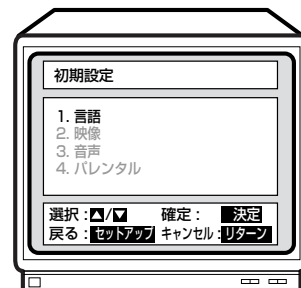 初期設定
1. 言語
2. 映像
3. 音声
4. パレンタル
選択 : ▲/▼ 確定 : 決定
戻る : セットアップ キャンセル : リターン